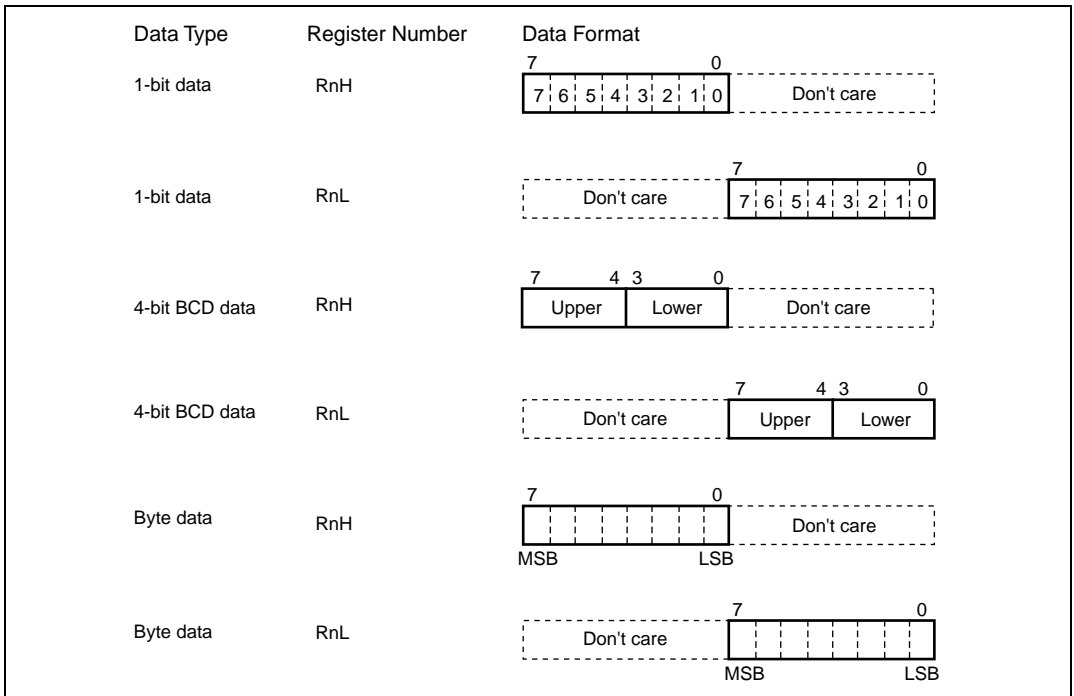 Data Type Register Number Data Format
7 0
1-bit data RnH 7 6 5 4 3 2 1 0 Don't care
7 0
1-bit data RnL Don't care 7 6 5 4 3 2 1 0
7 4 3 0
4-bit BCD data RnH Upper Lower Don't care
7 4 3 0
4-bit BCD data RnL Don't care Upper Lower
7 0
Byte data RnH Don't care
MSB LSB
7 0
Byte data RnL Don't care
MSB LSB